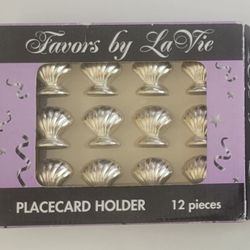 Favors by LaVie
PLACECARD HOLDER 12 pieces